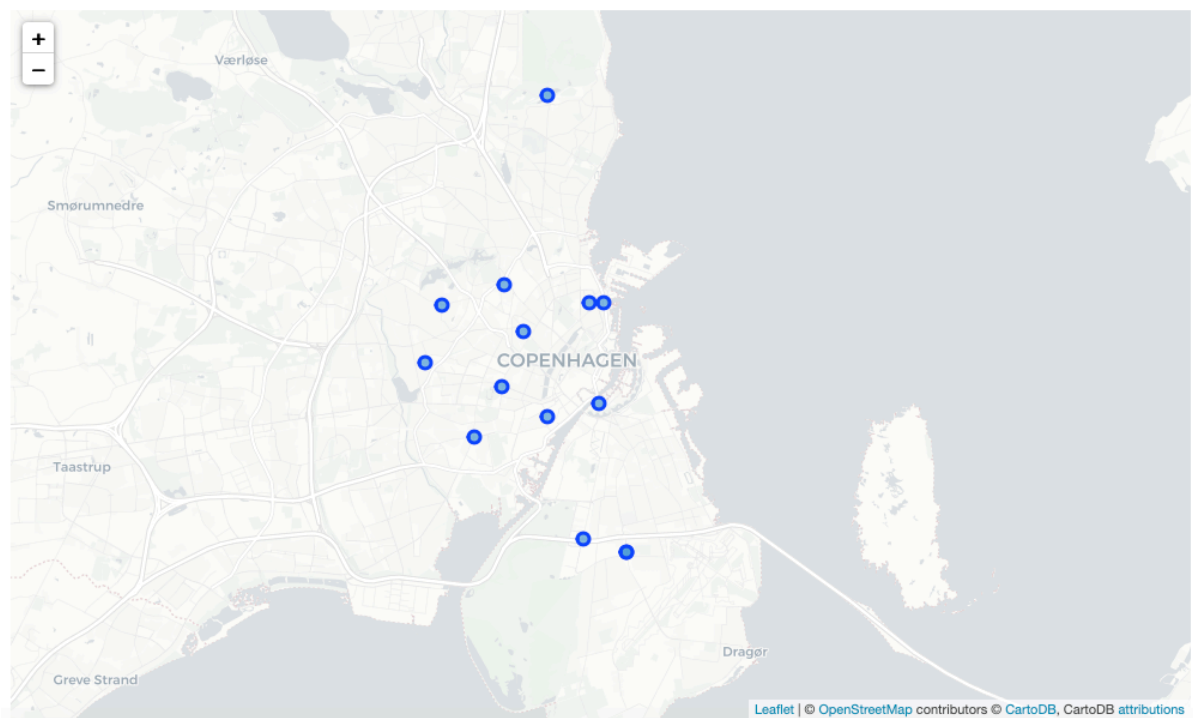 +
−
Værløse
Smørumnedre
COPENHAGEN
Taastrup
Dragør
Greve Strand
Leaflet | © OpenStreetMap contributors © CartoDB, CartoDB attributions